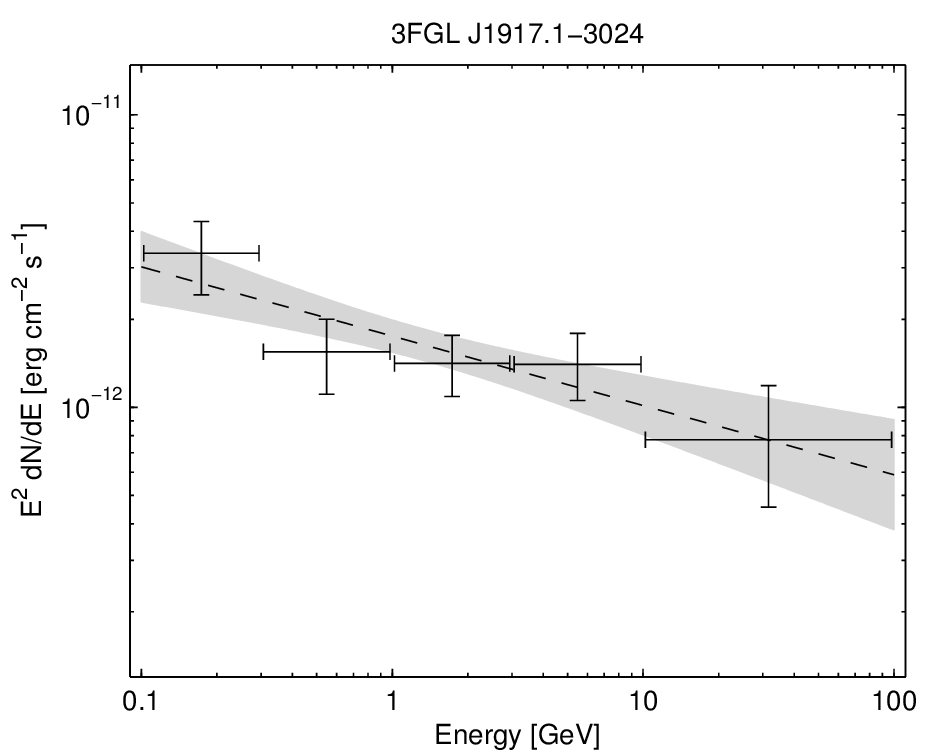 3FGL J1917.1−3024
10⁻¹¹
10⁻¹²
E² dN/dE [erg cm⁻² s⁻¹]
0.1 1 10 100
Energy [GeV]